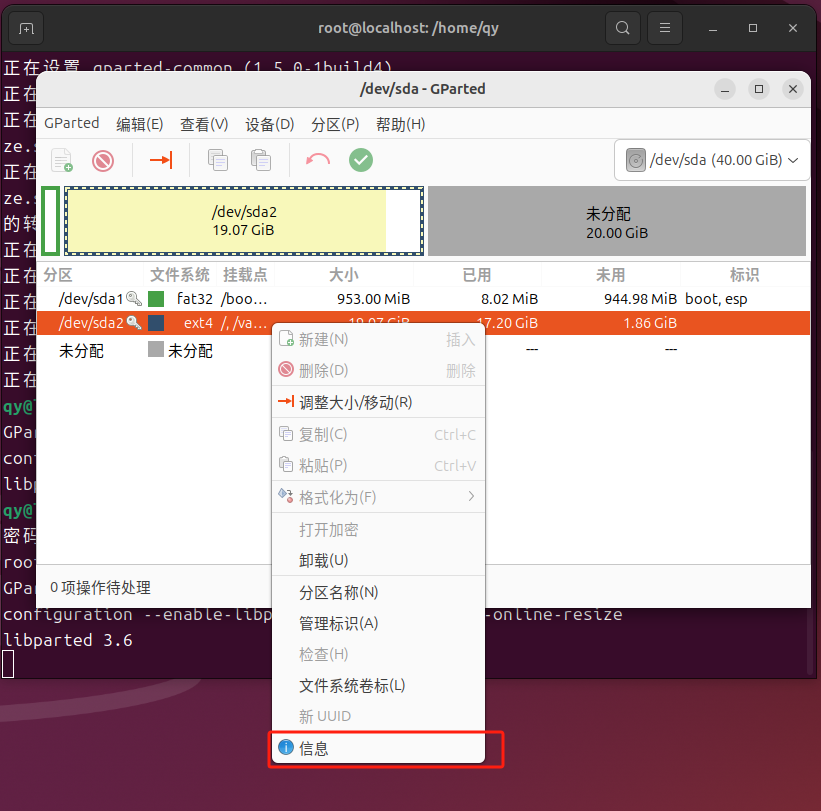 root@localhost: /home/qy
正在设置 gparted-common (1.5.0-1build4)
/dev/sda - GParted
GParted 编辑(E) 查看(V) 设备(D) 分区(P) 帮助(H)
/dev/sda (40.00 GiB)
/dev/sda2
19.07 GiB
未分配
20.00 GiB
分区 文件系统 挂载点 大小 已用 未用 标识
/dev/sda1 fat32 /boo... 953.00 MiB 8.02 MiB 944.98 MiB boot, esp
/dev/sda2 ext4 /, /va... 19.07 GiB 17.20 GiB 1.86 GiB
未分配 未分配 --- ---
新建(N) 插入
删除(D) 删除
调整大小/移动(R)
复制(C) Ctrl+C
粘贴(P) Ctrl+V
格式化为(F)
打开加密
卸载(U)
分区名称(N)
管理标识(A)
检查(H)
文件系统卷标(L)
新 UUID
信息
0 项操作待处理
正在
正在
ze.s
正在
ze.s
的转
正在
正在
正在
正在
正在
正在
qy@
GPar
conf
libp
qy@
密码
root
GPar
configuration --enable-libp -online-resize
libparted 3.6